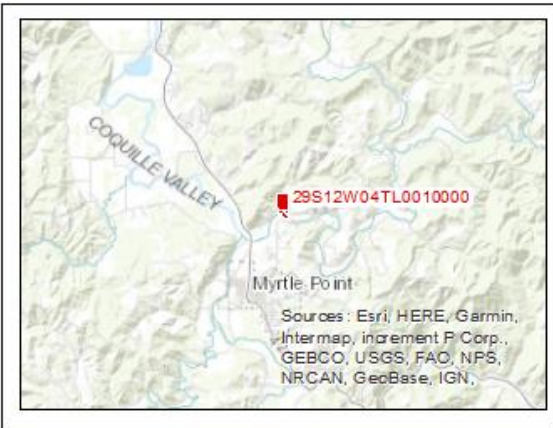 COQUILLE VALLEY
29S12W04TL0010000
Myrtle Point
Sources: Esri, HERE, Garmin,
Intermap, increment P Corp.,
GEBCO, USGS, FAO, NPS,
NRCAN, GeoBase, IGN,